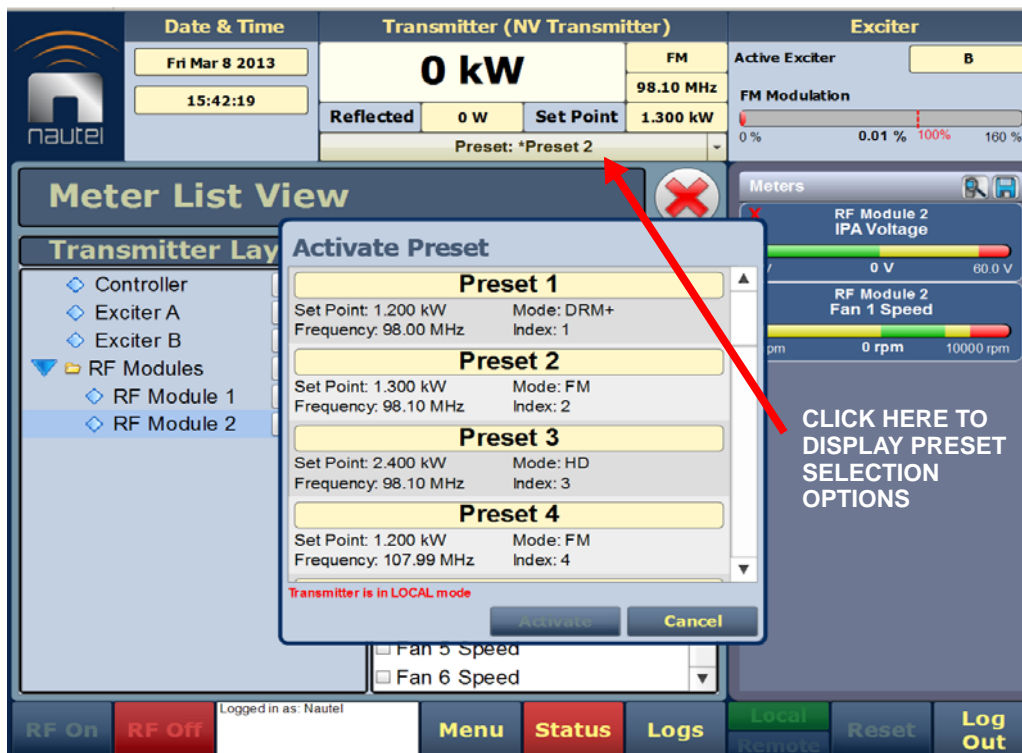 nautel
Date & Time
Fri Mar 8 2013
15:42:19
Transmitter (NV Transmitter)
0 kW
FM
98.10 MHz
Reflected 0 W Set Point 1.300 kW
Preset: *Preset 2
Exciter
Active Exciter B
FM Modulation
0 % 0.01 % 100% 160 %
Meter List View
Transmitter Lay
Controller
Exciter A
Exciter B
RF Modules
RF Module 1
RF Module 2
Activate Preset
Preset 1
Set Point: 1.200 kW Mode: DRM+
Frequency: 98.00 MHz Index: 1
Preset 2
Set Point: 1.300 kW Mode: FM
Frequency: 98.10 MHz Index: 2
Preset 3
Set Point: 2.400 kW Mode: HD
Frequency: 98.10 MHz Index: 3
Preset 4
Set Point: 1.200 kW Mode: FM
Frequency: 107.99 MHz Index: 4
Transmitter is in LOCAL mode
Activate Cancel
Fan 5 Speed
Fan 6 Speed
Meters
RF Module 2
IPA Voltage
0 V 60.0 V
RF Module 2
Fan 1 Speed
pm 0 rpm 10000 rpm
CLICK HERE TO
DISPLAY PRESET
SELECTION
OPTIONS
RF On
RF Off
Logged in as: Nautel
Menu
Status
Logs
Local
Remote
Reset
Log
Out